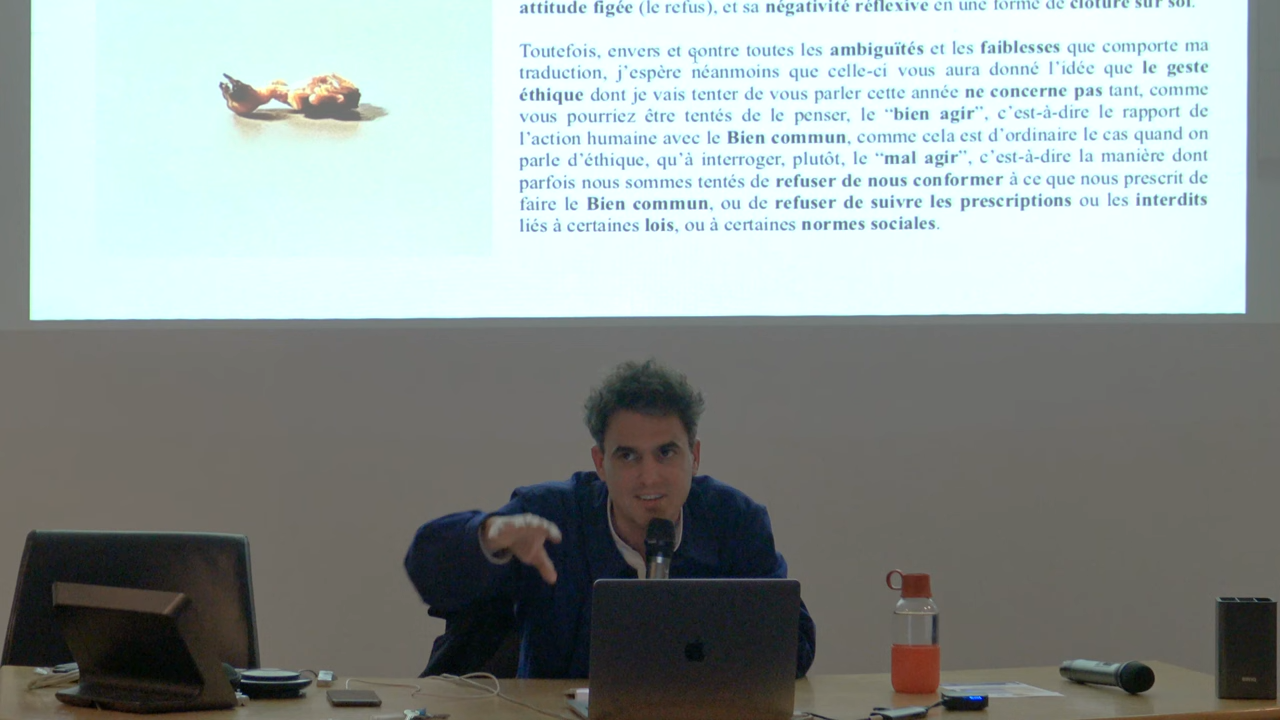 attitude figée (le refus), et sa négativité réflexive en une forme de clôture sur soi.
Toutefois, envers et qontre toutes les ambiguïtés et les faiblesses que comporte ma
traduction, j'espère néanmoins que celle-ci vous aura donné l'idée que le geste
éthique dont je vais tenter de vous parler cette année ne concerne pas tant, comme
vous pourriez être tentés de le penser, le "bien agir", c'est-à-dire le rapport de
l'action humaine avec le Bien commun, comme cela est d'ordinaire le cas quand on
parle d'éthique, qu'à interroger, plutôt, le "mal agir", c'est-à-dire la manière dont
parfois nous sommes tentés de refuser de nous conformer à ce que nous prescrit de
faire le Bien commun, ou de refuser de suivre les prescriptions ou les interdits
liés à certaines lois, ou à certaines normes sociales.